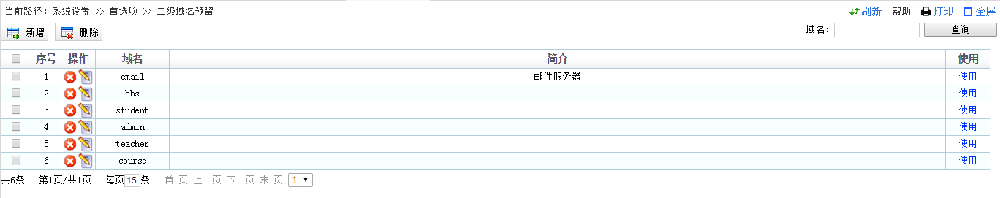 当前路径: 系统设置 >> 首选项 >> 二级域名预留 刷新 帮助 打印 全屏
新增 删除 域名: 查询
序号 操作 域名 简介 使用
1 email 邮件服务器 使用
2 bbs 使用
3 student 使用
4 admin 使用
5 teacher 使用
6 course 使用
共6条 第1页/共1页 每页15条 首 页 上一页 下一页 末 页 1